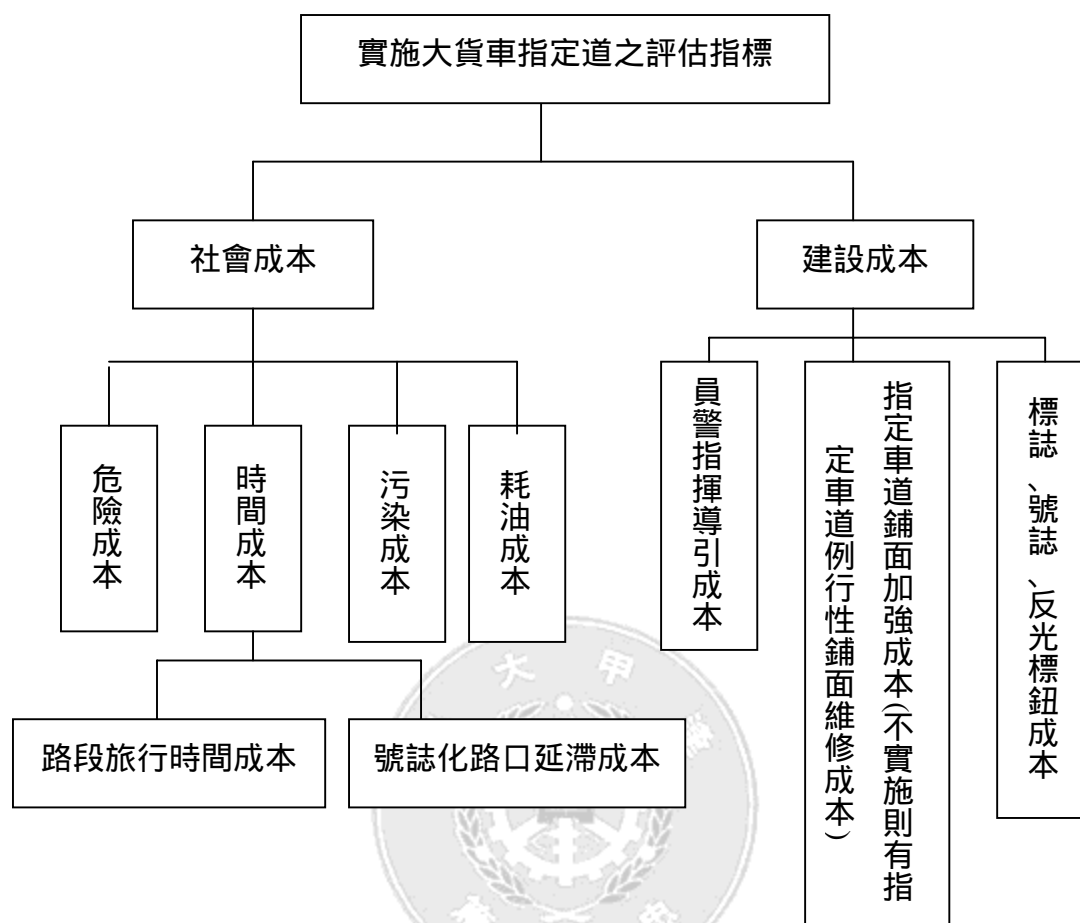 實施大貨車指定道之評估指標
社會成本
建設成本
危險成本
時間成本
污染成本
耗油成本
員警指揮導引成本
指定車道鋪面加強成本(不實施則有指
定車道例行性鋪面維修成本)
標誌、號誌、反光標鈕成本
路段旅行時間成本
號誌化路口延滯成本
大甲